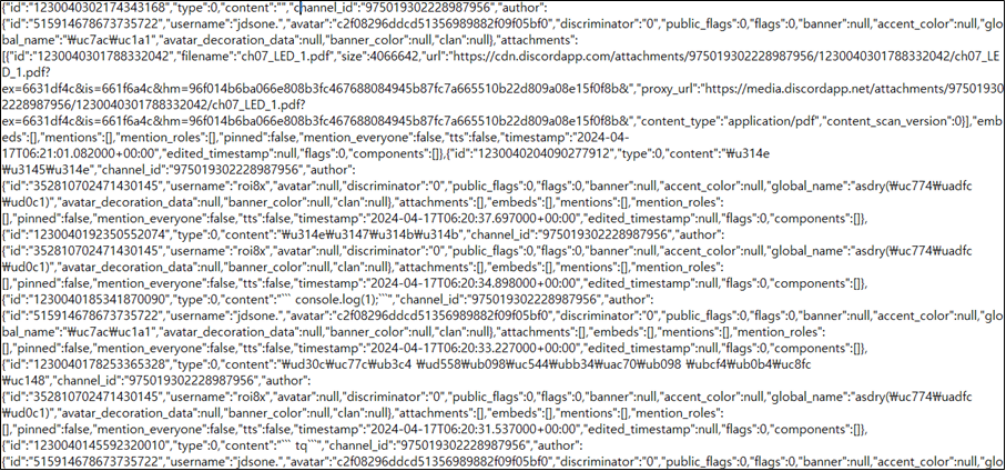 {"id":"1230040302174343168","type":0,"content":"","channel_id":"975019302228987956","author":
{"id":"515914678673735722","username":"jdsone.","avatar":"c2f08296ddcd51356989882f09f05bf0","discriminator":"0","public_flags":0,"flags":0,"banner":null,"accent_color":null,"glo
bal_name":"₩uc7ac₩uc1a1","avatar_decoration_data":null,"banner_color":null,"clan":null},"attachments":
[{"id":"1230040301788332042","filename":"ch07_LED_1.pdf","size":4066642,"url":"https://cdn.discordapp.com/attachments/975019302228987956/1230040301788332042/ch07_LE
D_1.pdf?
ex=6631df4c&is=661f6a4c&hm=96f014b6ba066e808b3fc467688084945b87fc7a665510b22d809a08e15f0f8b&","proxy_url":"https://media.discordapp.net/attachments/97501930
2228987956/1230040301788332042/ch07_LED_1.pdf?
ex=6631df4c&is=661f6a4c&hm=96f014b6ba066e808b3fc467688084945b87fc7a665510b22d809a08e15f0f8b&","content_type":"application/pdf","content_scan_version":0}],"emb
eds":[],"mentions":[],"mention_roles":[],"pinned":false,"mention_everyone":false,"tts":false,"timestamp":"2024-04-
17T06:21:01.082000+00:00","edited_timestamp":null,"flags":0,"components":[]},{"id":"1230040204090277912","type":0,"content":"₩u314e
₩u3145₩u314e","channel_id":"975019302228987956","author":
{"id":"352810702471430145","username":"roi8x","avatar":null,"discriminator":"0","public_flags":0,"flags":0,"banner":null,"accent_color":null,"global_name":"asdry(₩uc774₩uadfc
₩ud0c1)","avatar_decoration_data":null,"banner_color":null,"clan":null},"attachments":[],"embeds":[],"mentions":[],"mention_roles":
[],"pinned":false,"mention_everyone":false,"tts":false,"timestamp":"2024-04-17T06:20:37.697000+00:00","edited_timestamp":null,"flags":0,"components":[]},
{"id":"1230040192350552074","type":0,"content":"₩u314e₩u3147₩u314b₩u314b","channel_id":"975019302228987956","author":
{"id":"352810702471430145","username":"roi8x","avatar":null,"discriminator":"0","public_flags":0,"flags":0,"banner":null,"accent_color":null,"global_name":"asdry(₩uc774₩uadfc
₩ud0c1)","avatar_decoration_data":null,"banner_color":null,"clan":null},"attachments":[],"embeds":[],"mentions":[],"mention_roles":
[],"pinned":false,"mention_everyone":false,"tts":false,"timestamp":"2024-04-17T06:20:34.898000+00:00","edited_timestamp":null,"flags":0,"components":[]},
{"id":"1230040185341870090","type":0,"content":"``` console.log(1);```","channel_id":"975019302228987956","author":
{"id":"515914678673735722","username":"jdsone.","avatar":"c2f08296ddcd51356989882f09f05bf0","discriminator":"0","public_flags":0,"flags":0,"banner":null,"accent_color":null,"glo
bal_name":"₩uc7ac₩uc1a1","avatar_decoration_data":null,"banner_color":null,"clan":null},"attachments":[],"embeds":[],"mentions":[],"mention_roles":
[],"pinned":false,"mention_everyone":false,"tts":false,"timestamp":"2024-04-17T06:20:33.227000+00:00","edited_timestamp":null,"flags":0,"components":[]},
{"id":"1230040178253365328","type":0,"content":"₩ud30c₩uc77c₩ub3c4 ₩ud558₩ub098₩uc544₩ubb34₩uac70₩ub098 ₩ubcf4₩ub0b4₩uc8fc
₩uc148","channel_id":"975019302228987956","author":
{"id":"352810702471430145","username":"roi8x","avatar":null,"discriminator":"0","public_flags":0,"flags":0,"banner":null,"accent_color":null,"global_name":"asdry(₩uc774₩uadfc
₩ud0c1)","avatar_decoration_data":null,"banner_color":null,"clan":null},"attachments":[],"embeds":[],"mentions":[],"mention_roles":
[],"pinned":false,"mention_everyone":false,"tts":false,"timestamp":"2024-04-17T06:20:31.537000+00:00","edited_timestamp":null,"flags":0,"components":[]},
{"id":"1230040145592320010","type":0,"content":"``` tq```","channel_id":"975019302228987956","author":
{"id":"515914678673735722","username":"jdsone.","avatar":"c2f08296ddcd51356989882f09f05bf0","discriminator":"0","public_flags":0,"flags":0,"banner":null,"accent_color":null,"glo